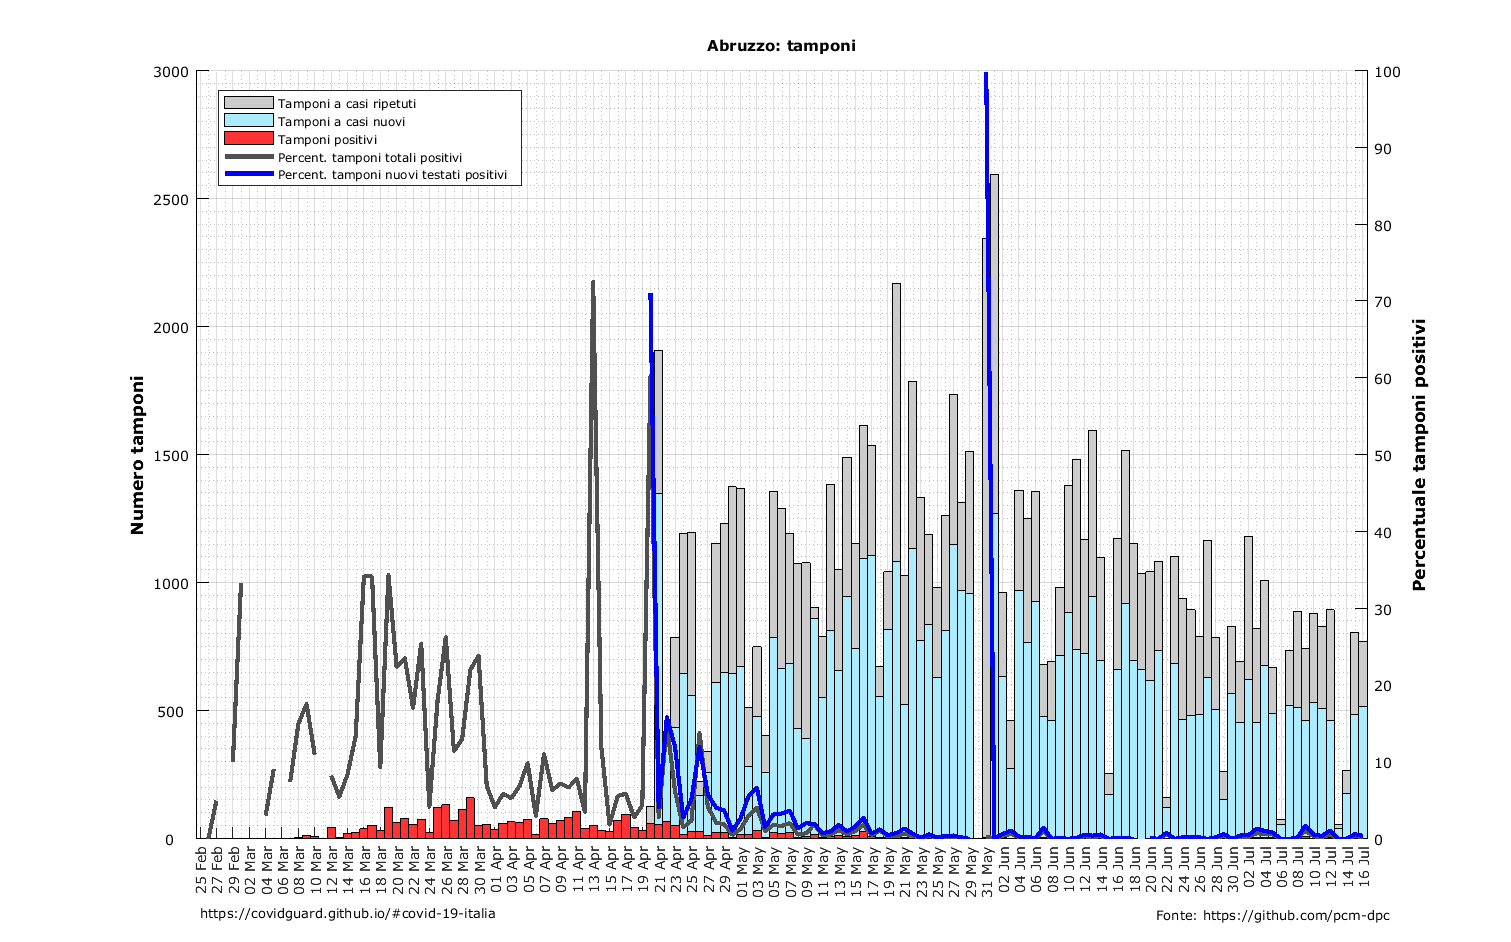 Abruzzo: tamponi
3000
2500
2000
1500
1000
500
0
Numero tamponi
Tamponi a casi ripetuti
Tamponi a casi nuovi
Tamponi positivi
Percent. tamponi totali positivi
Percent. tamponi nuovi testati positivi
100
90
80
70
60
50
40
30
20
10
0
Percentuale tamponi positivi
25 Feb
27 Feb
29 Feb
02 Mar
04 Mar
06 Mar
08 Mar
10 Mar
12 Mar
14 Mar
16 Mar
18 Mar
20 Mar
22 Mar
24 Mar
26 Mar
28 Mar
30 Mar
01 Apr
03 Apr
05 Apr
07 Apr
09 Apr
11 Apr
13 Apr
15 Apr
17 Apr
19 Apr
21 Apr
23 Apr
25 Apr
27 Apr
29 Apr
01 May
03 May
05 May
07 May
09 May
11 May
13 May
15 May
17 May
19 May
21 May
23 May
25 May
27 May
29 May
31 May
02 Jun
04 Jun
06 Jun
08 Jun
10 Jun
12 Jun
14 Jun
16 Jun
18 Jun
20 Jun
22 Jun
24 Jun
26 Jun
28 Jun
30 Jun
02 Jul
04 Jul
06 Jul
08 Jul
10 Jul
12 Jul
14 Jul
16 Jul
https://covidguard.github.io/#covid-19-italia
Fonte: https://github.com/pcm-dpc